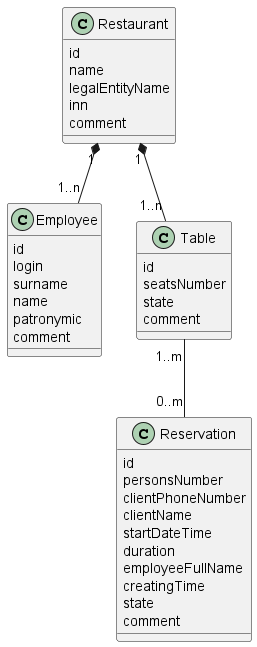 C Restaurant
id
name
legalEntityName
inn
comment
1
1
1..n
1..n
C Employee
id
login
surname
name
patronymic
comment
C Table
id
seatsNumber
state
comment
1..m
0..m
C Reservation
id
personsNumber
clientPhoneNumber
clientName
startDateTime
duration
employeeFullName
creatingTime
state
comment